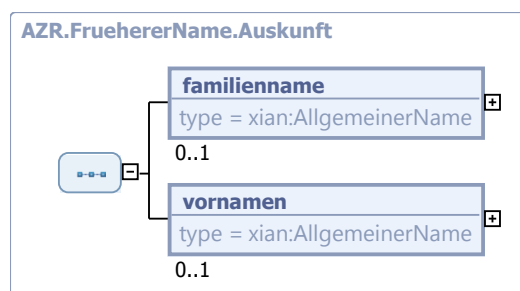 AZR.FruehererName.Auskunft
familienname
type = xian:AllgemeinerName
0..1
vornamen
type = xian:AllgemeinerName
0..1